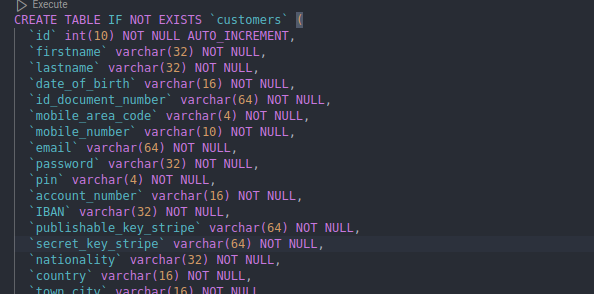 Execute
CREATE TABLE IF NOT EXISTS `customers` (
`id` int(10) NOT NULL AUTO_INCREMENT,
`firstname` varchar(32) NOT NULL,
`lastname` varchar(32) NOT NULL,
`date_of_birth` varchar(16) NOT NULL,
`id_document_number` varchar(64) NOT NULL,
`mobile_area_code` varchar(4) NOT NULL,
`mobile_number` varchar(10) NOT NULL,
`email` varchar(64) NOT NULL,
`password` varchar(32) NOT NULL,
`pin` varchar(4) NOT NULL,
`account_number` varchar(16) NOT NULL,
`IBAN` varchar(32) NOT NULL,
`publishable_key_stripe` varchar(64) NOT NULL,
`secret_key_stripe` varchar(64) NOT NULL,
`nationality` varchar(32) NOT NULL,
`country` varchar(16) NOT NULL,
`town_city` varchar(16) NOT NULL,